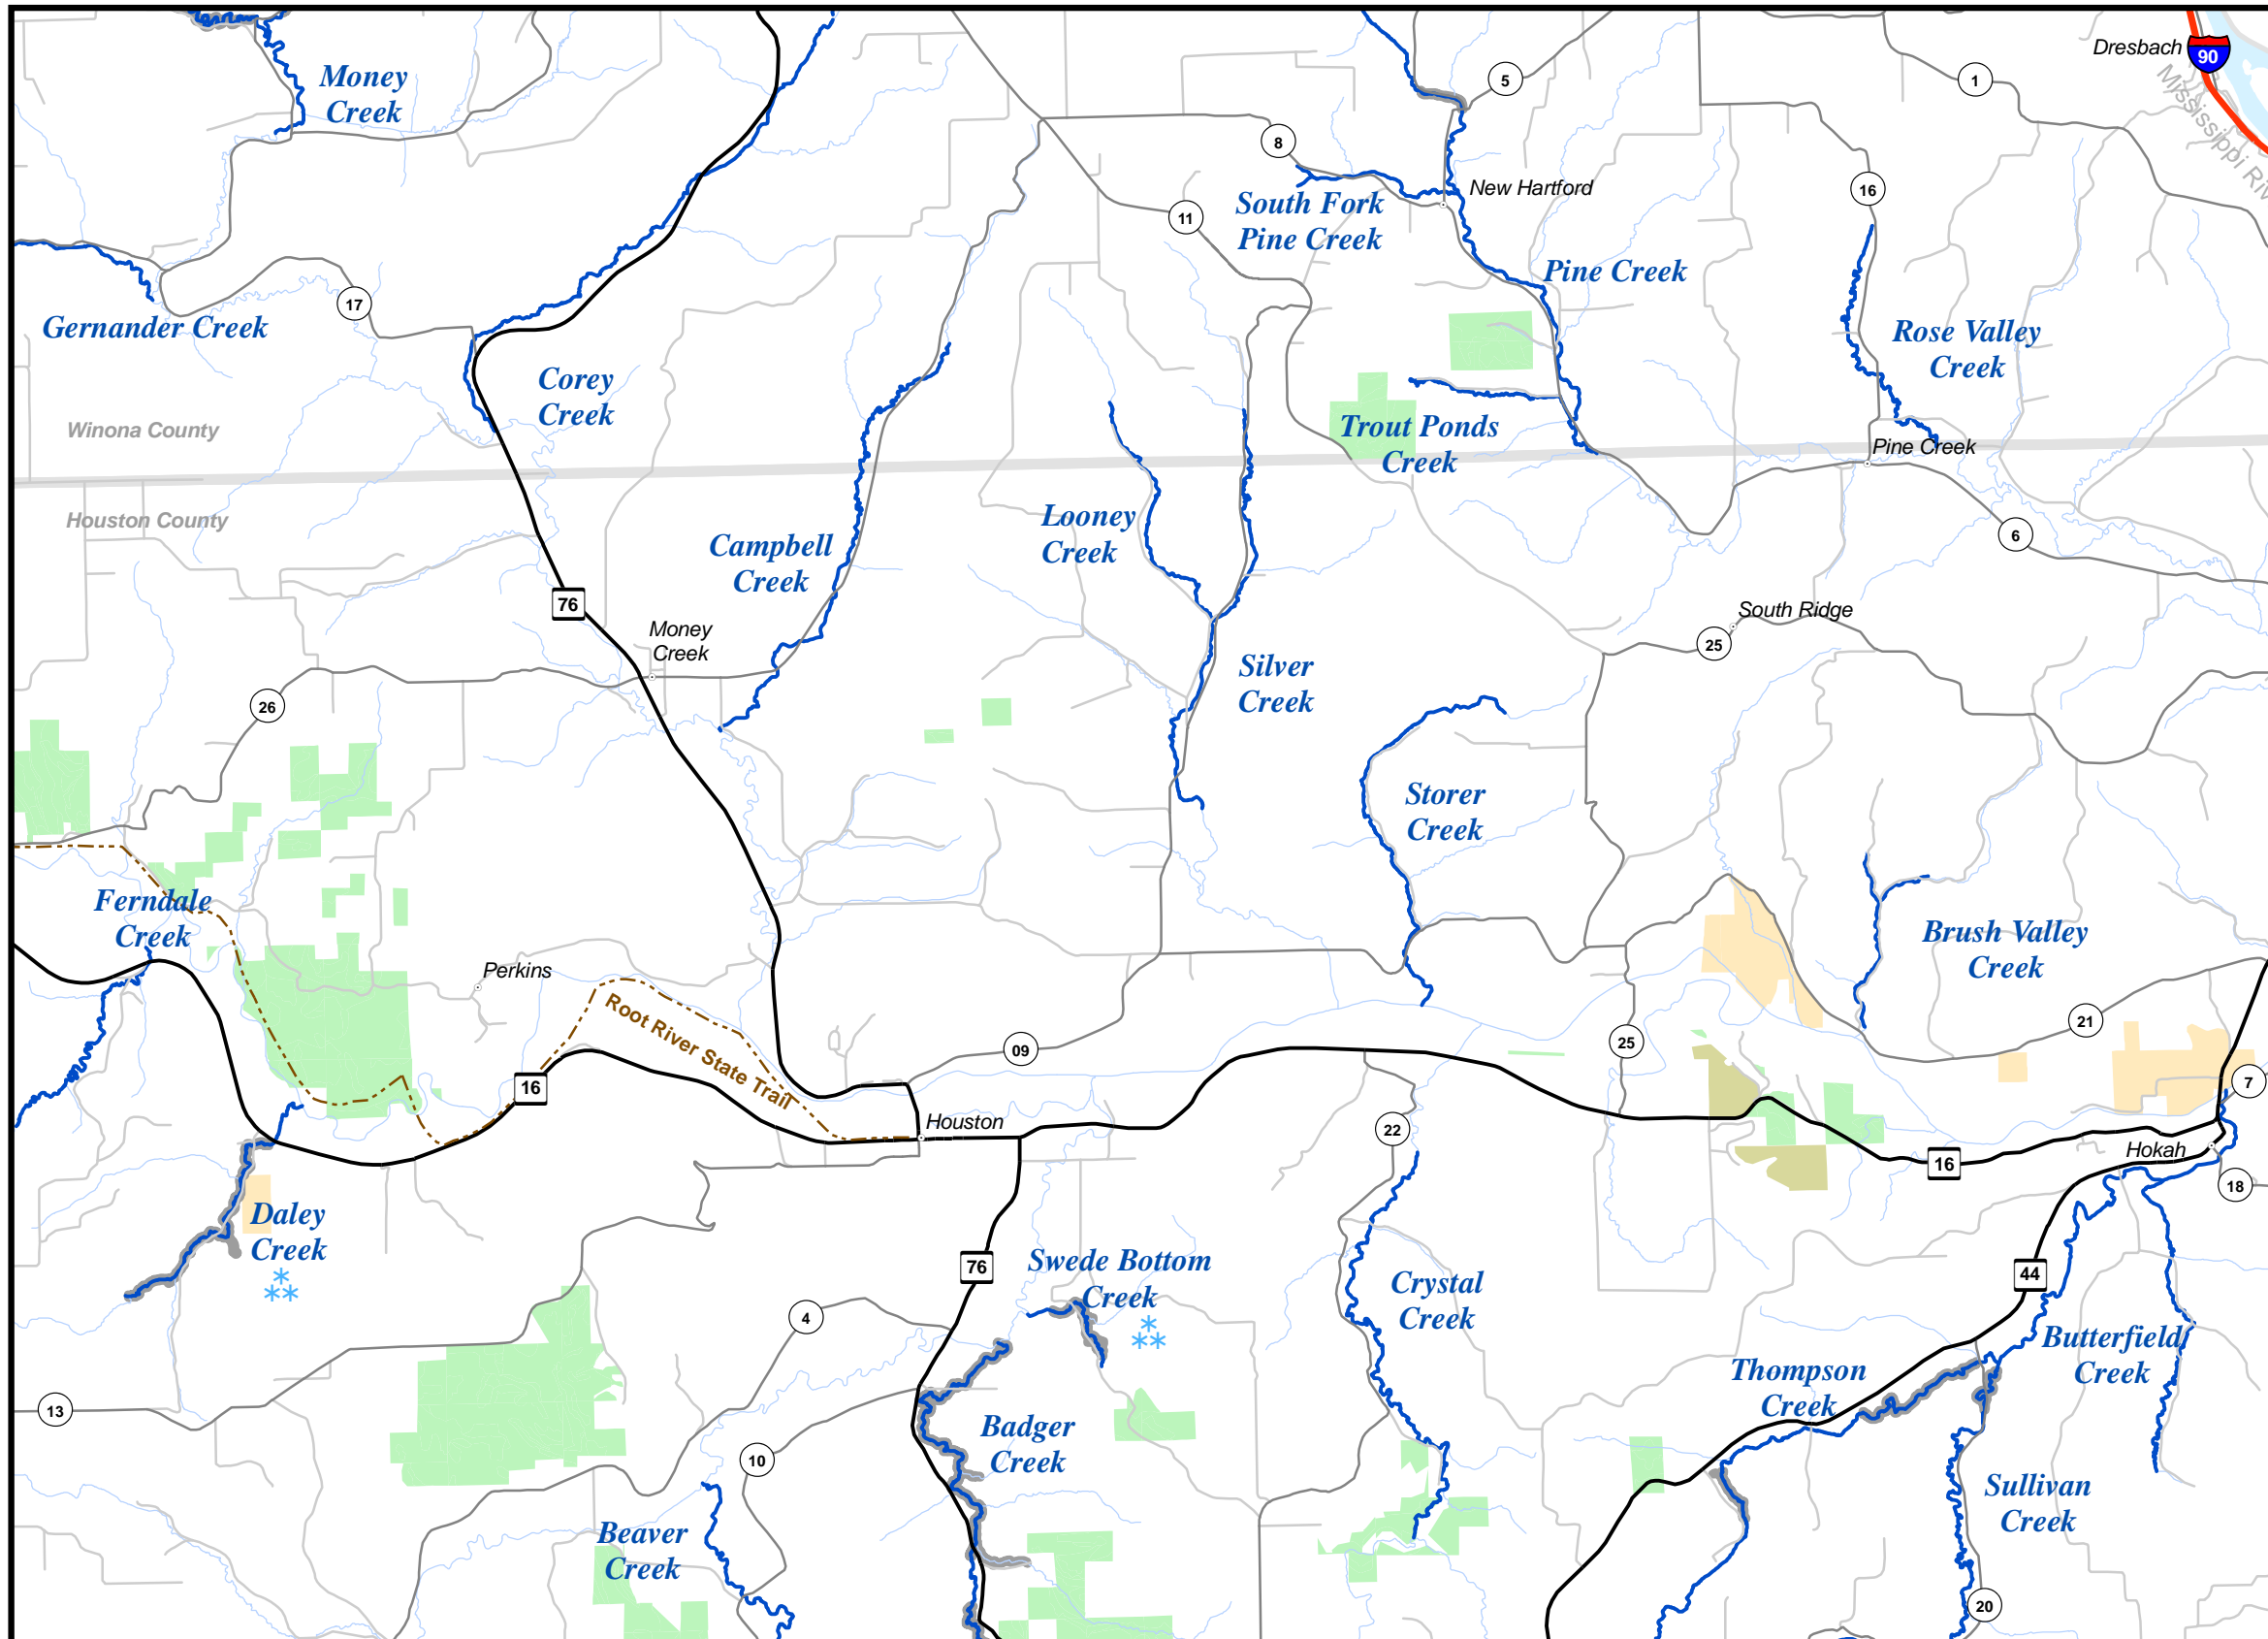 Dresbach
90
Mississippi Riv
Money
Creek
5
1
8
16
11
New Hartford
South Fork
Pine Creek
Pine Creek
17
Gernander Creek
Rose Valley
Creek
Corey
Creek
Winona County
Trout Ponds
Creek
Pine Creek
Houston County
Looney
Creek
6
Campbell
Creek
76
South Ridge
25
Money
Creek
Silver
Creek
26
Storer
Creek
Ferndale
Creek
Brush Valley
Creek
Perkins
Root River State Trail
21
09
25
16
7
Houston
22
Hokah
16
18
Daley
Creek
**
*
76
Swede Bottom
Creek
*
**
44
Crystal
Creek
4
Butterfield
Creek
Thompson
Creek
13
Badger
Creek
10
Sullivan
Creek
Beaver
Creek
20